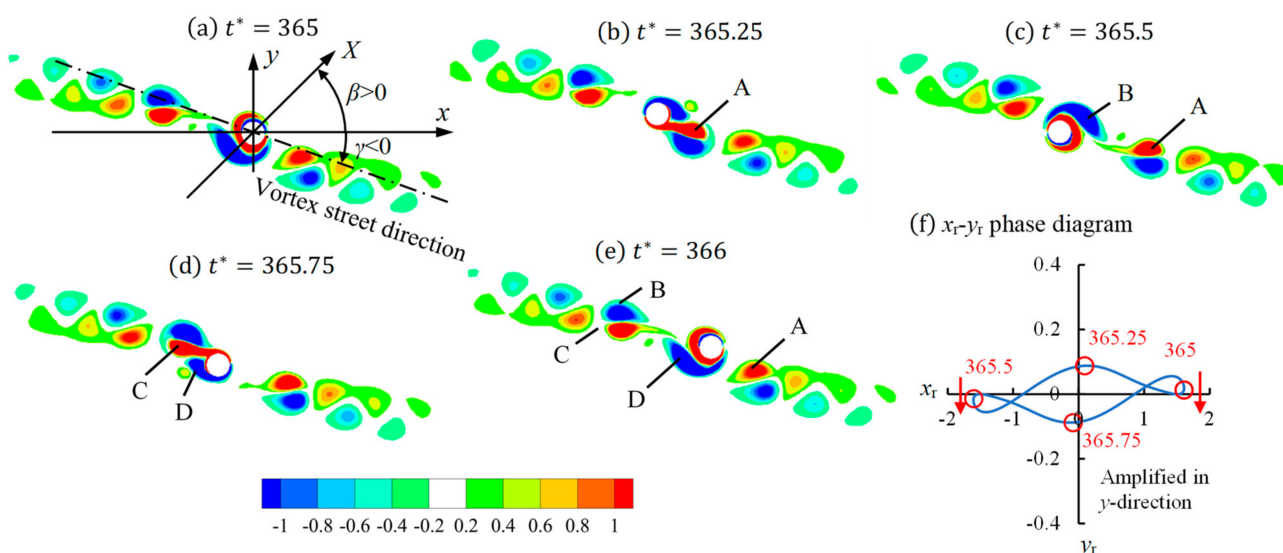 (a) t* = 365
y
X
β>0
x
γ<0
Vortex street direction
(b) t* = 365.25
A
(c) t* = 365.5
B
A
(d) t* = 365.75
C
D
(e) t* = 366
B
C
A
D
(f) xr-yr phase diagram
0.4
0.2
365.25
365.5
365
xr
0
-2
-1
0
1
2
365.75
-0.2
Amplified in
y-direction
-0.4
yr
-1
-0.8
-0.6
-0.4
-0.2
0.2
0.4
0.6
0.8
1